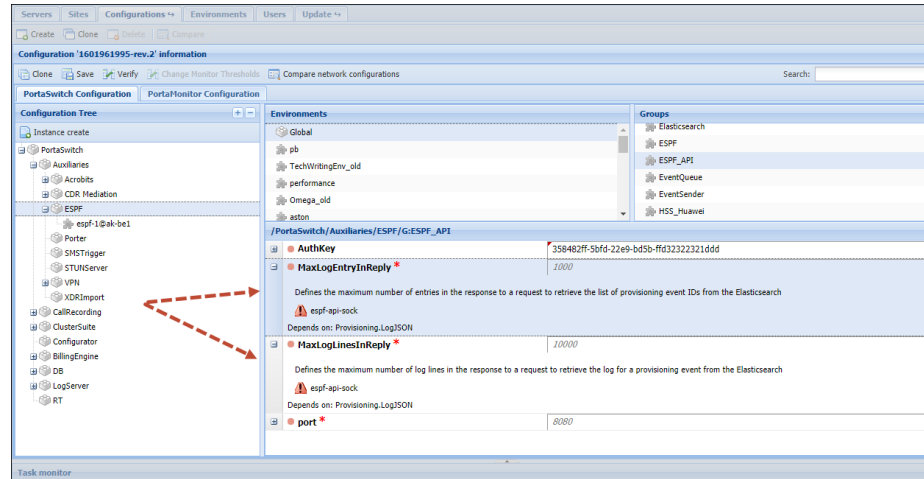 Servers Sites Configurations Environments Users Update
Create Clone Delete Compare
Configuration '1601961995-rev.2' information
Clone Save Verify Change Monitor Thresholds Compare network configurations Search:
PortaSwitch Configuration PortaMonitor Configuration
Configuration Tree
Instance create
PortaSwitch
Auxiliaries
Acrobits
CDR Mediation
ESPF
espf-1@ak-be1
Porter
SMSTrigger
STUNServer
VPN
XDRImport
CallRecording
ClusterSuite
Configurator
BillingEngine
DB
LogServer
RT
Environments
Global
pb
TechWritingEnv_old
performance
Omega_old
aston
Groups
Elasticsearch
ESPF
ESPF_API
EventQueue
EventSender
HSS_Huawei
/PortaSwitch/Auxiliaries/ESPF/G:ESPF_API
AuthKey 358482ff-5bfd-22e9-bd5b-ffd32322321ddd
MaxLogEntryInReply * 1000
Defines the maximum number of entries in the response to a request to retrieve the list of provisioning event IDs from the Elasticsearch
espf-api-sock
Depends on: Provisioning.LogJSON
MaxLogLinesInReply * 10000
Defines the maximum number of log lines in the response to a request to retrieve the log for a provisioning event from the Elasticsearch
espf-api-sock
Depends on: Provisioning.LogJSON
port * 8080
Task monitor